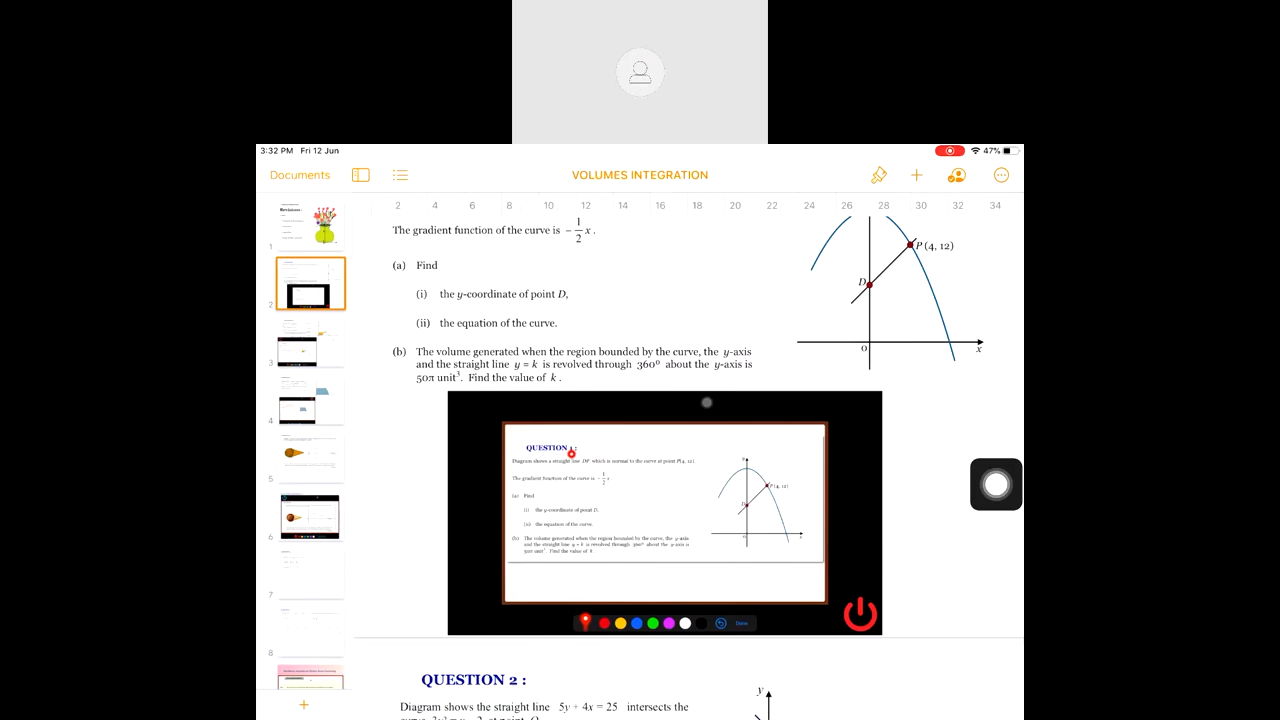 3:32 PM Fri 12 Jun
47%
Documents
VOLUMES INTEGRATION
2 4 6 8 10 12 14 16 18 20 22 24 26 28 30 32 34
Revisions :
1
2
3
4
5
6
7
8
The gradient function of the curve is − 1/2 x .
(a) Find
(i) the y-coordinate of point D,
(ii) the equation of the curve.
(b) The volume generated when the region bounded by the curve, the y-axis
and the straight line y = k is revolved through 360⁰ about the y-axis is
50π unit³. Find the value of k .
P (4, 12)
D
O
x
QUESTION 1 :
Diagram shows a straight line DP which is normal to the curve at point P(4, 12).
The gradient function of the curve is − 1/2 x .
(a) Find
(i) the y-coordinate of point D,
(ii) the equation of the curve.
(b) The volume generated when the region bounded by the curve, the y-axis
and the straight line y = k is revolved through 360⁰ about the y-axis is
50π unit³. Find the value of k.
P (4, 12)
D
x
Done
QUESTION 2 :
Diagram shows the straight line 5y + 4x = 25 intersects the
y